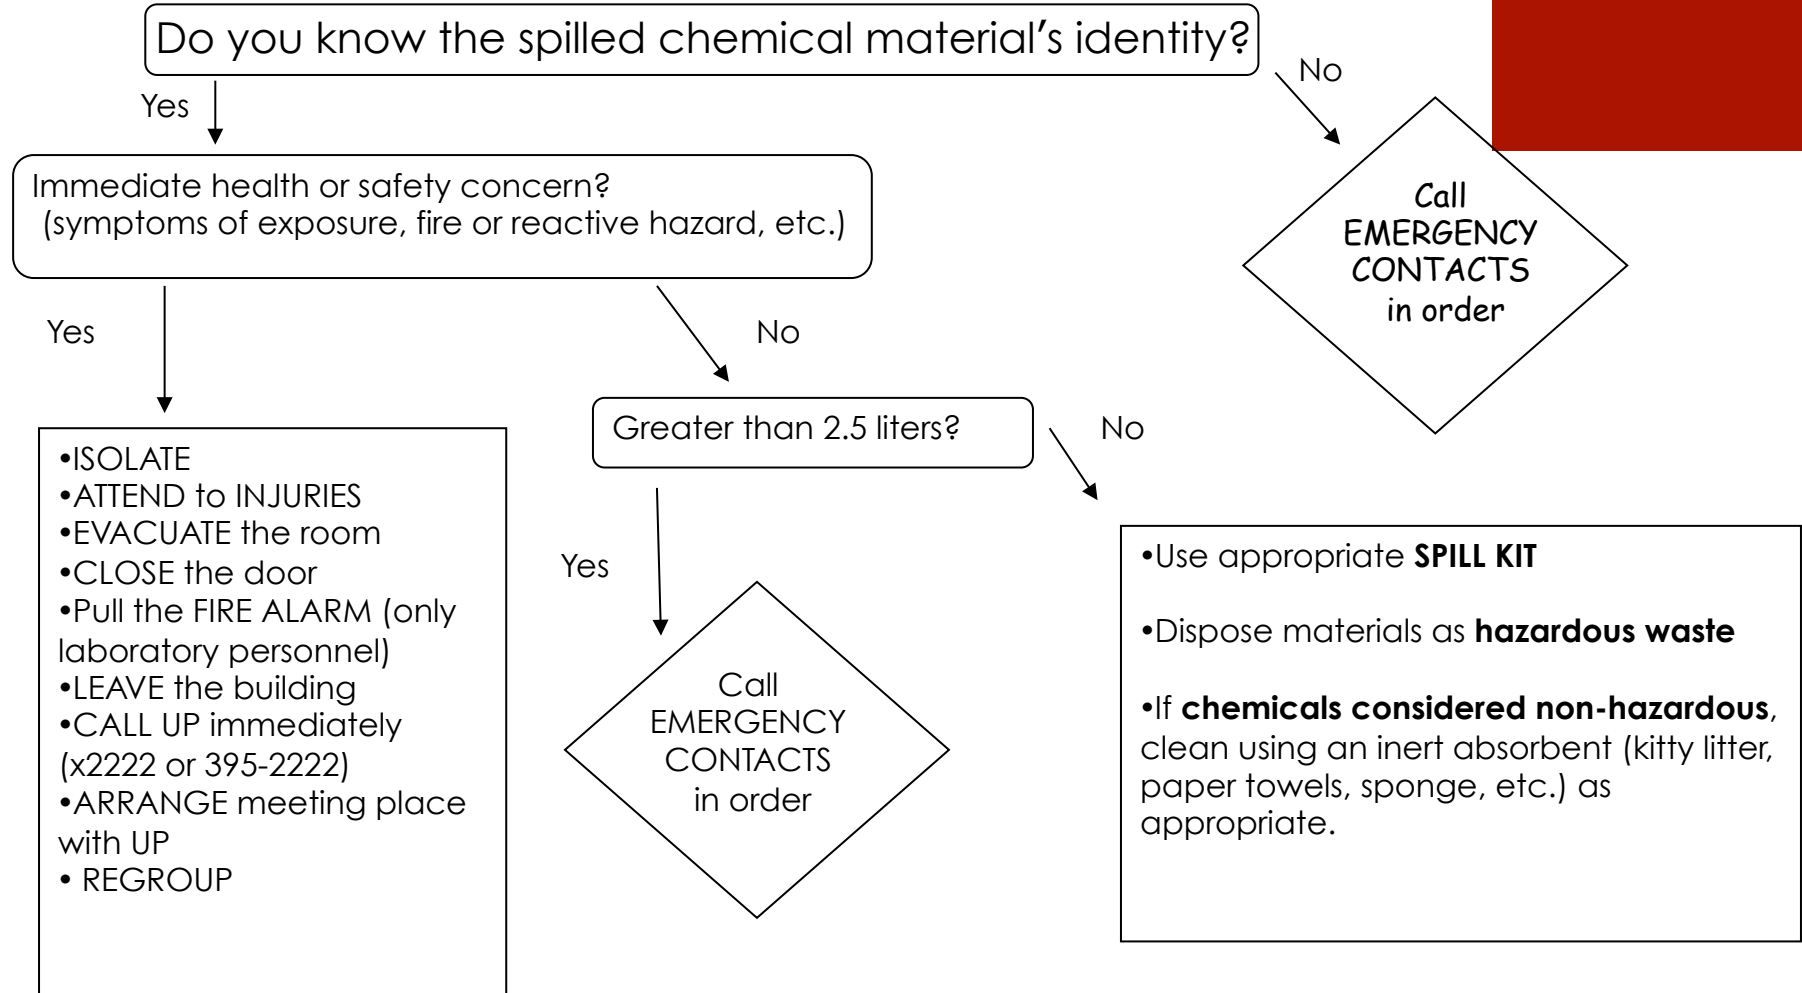 Do you know the spilled chemical material’s identity?
No
Yes
Immediate health or safety concern?
(symptoms of exposure, fire or reactive hazard, etc.)
Call
EMERGENCY
CONTACTS
in order
Yes
No
Greater than 2.5 liters?
No
•ISOLATE
•ATTEND to INJURIES
•EVACUATE the room
•CLOSE the door
•Pull the FIRE ALARM (only
laboratory personnel)
•LEAVE the building
•CALL UP immediately
(x2222 or 395-2222)
•ARRANGE meeting place
with UP
• REGROUP
Yes
Call
EMERGENCY
CONTACTS
in order
•Use appropriate SPILL KIT
•Dispose materials as hazardous waste
•If chemicals considered non-hazardous,
clean using an inert absorbent (kitty litter,
paper towels, sponge, etc.) as
appropriate.